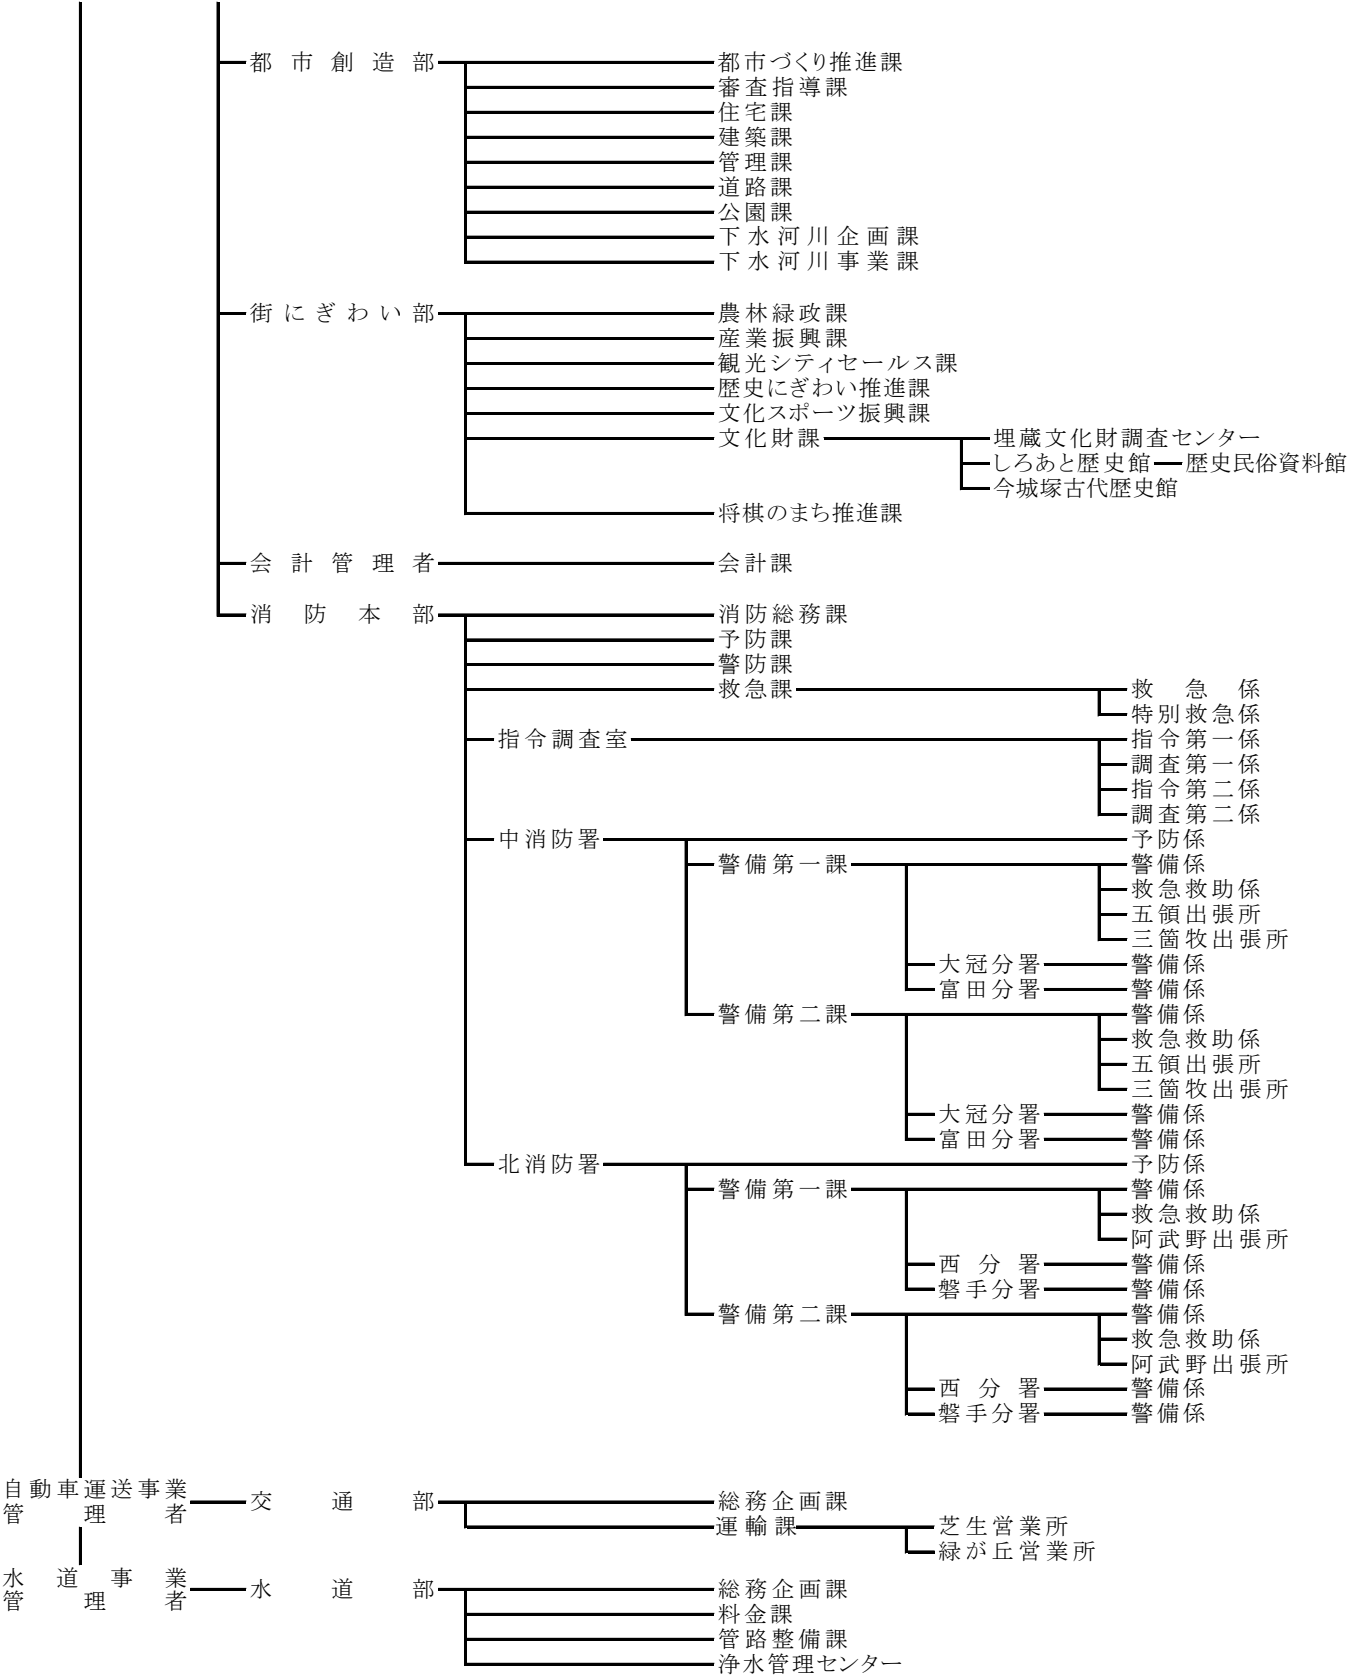 都市創造部 都市づくり推進課
審査指導課
住宅課
建築課
管理課
道路課
公園課
下水河川企画課
下水河川事業課
街にぎわい部 農林緑政課
産業振興課
観光シティセールス課
歴史にぎわい推進課
文化スポーツ振興課
文化財課 埋蔵文化財調査センター
しろあと歴史館 歴史民俗資料館
今城塚古代歴史館
将棋のまち推進課
会計管理者 会計課
消防本部 消防総務課
予防課
警防課
救急課 救急係
特別救急係
指令調査室 指令第一係
調査第一係
指令第二係
調査第二係
中消防署 予防係
警備第一課 警備係
救急救助係
五領出張所
三箇牧出張所
大冠分署 警備係
富田分署 警備係
警備第二課 警備係
救急救助係
五領出張所
三箇牧出張所
大冠分署 警備係
富田分署 警備係
北消防署 予防係
警備第一課 警備係
救急救助係
阿武野出張所
西分署 警備係
磐手分署 警備係
警備第二課 警備係
救急救助係
阿武野出張所
西分署 警備係
磐手分署 警備係
自動車運送事業
管理者 交通部 総務企画課
運輸課 芝生営業所
緑が丘営業所
水道事業
管理者 水道部 総務企画課
料金課
管路整備課
浄水管理センター